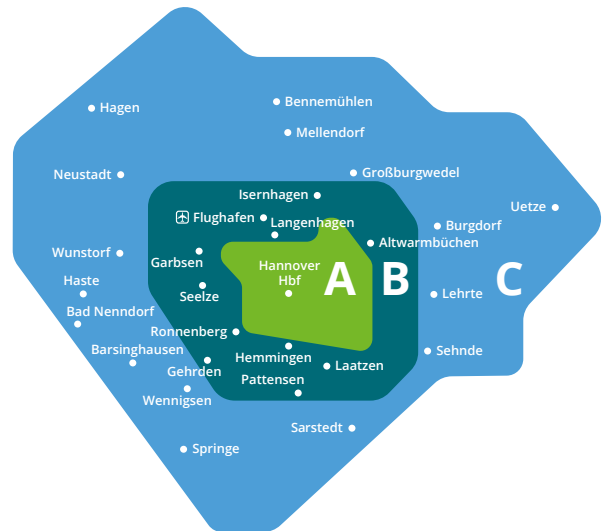 Bennemühlen
Hagen
Mellendorf
Großburgwedel
Neustadt
Isernhagen
Uetze
Flughafen
Langenhagen
Burgdorf
Altwarmbüchen
Wunstorf
Garbsen
Hannover
Hbf
A
B
C
Haste
Seelze
Lehrte
Bad Nenndorf
Ronnenberg
Barsinghausen
Sehnde
Hemmingen
Laatzen
Gehrden
Pattensen
Wennigsen
Sarstedt
Springe